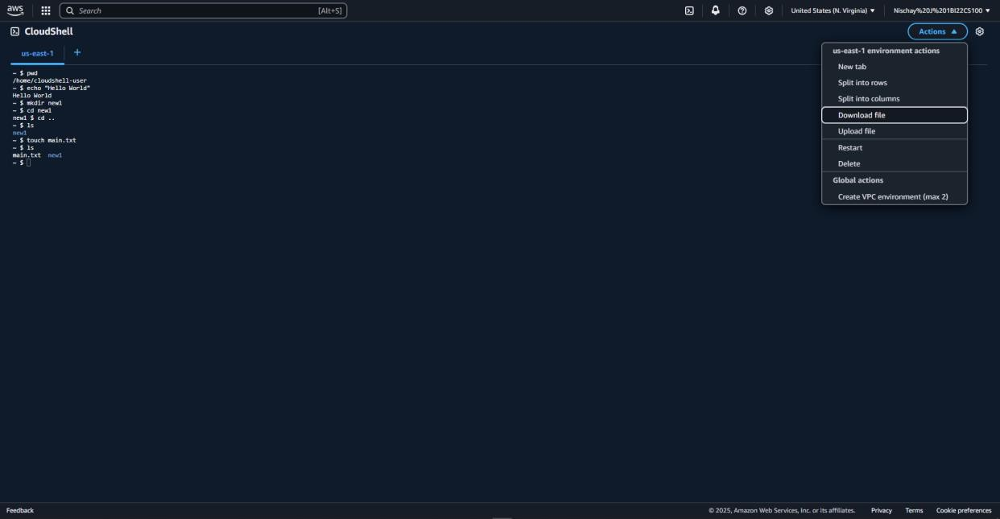 aws
Search
[Alt+S]
United States (N. Virginia)
Nischay%20J%201BI22CS100
CloudShell
Actions
us-east-1
+
~ $ pwd
/home/cloudshell-user
~ $ echo "Hello World"
Hello World
~ $ mkdir new1
~ $ cd new1
new1 $ cd ..
~ $ ls
new1
~ $ touch main.txt
~ $ ls
main.txt  new1
~ $
us-east-1 environment actions
New tab
Split into rows
Split into columns
Download file
Upload file
Restart
Delete
Global actions
Create VPC environment (max 2)
Feedback
© 2025, Amazon Web Services, Inc. or its affiliates.
Privacy
Terms
Cookie preferences